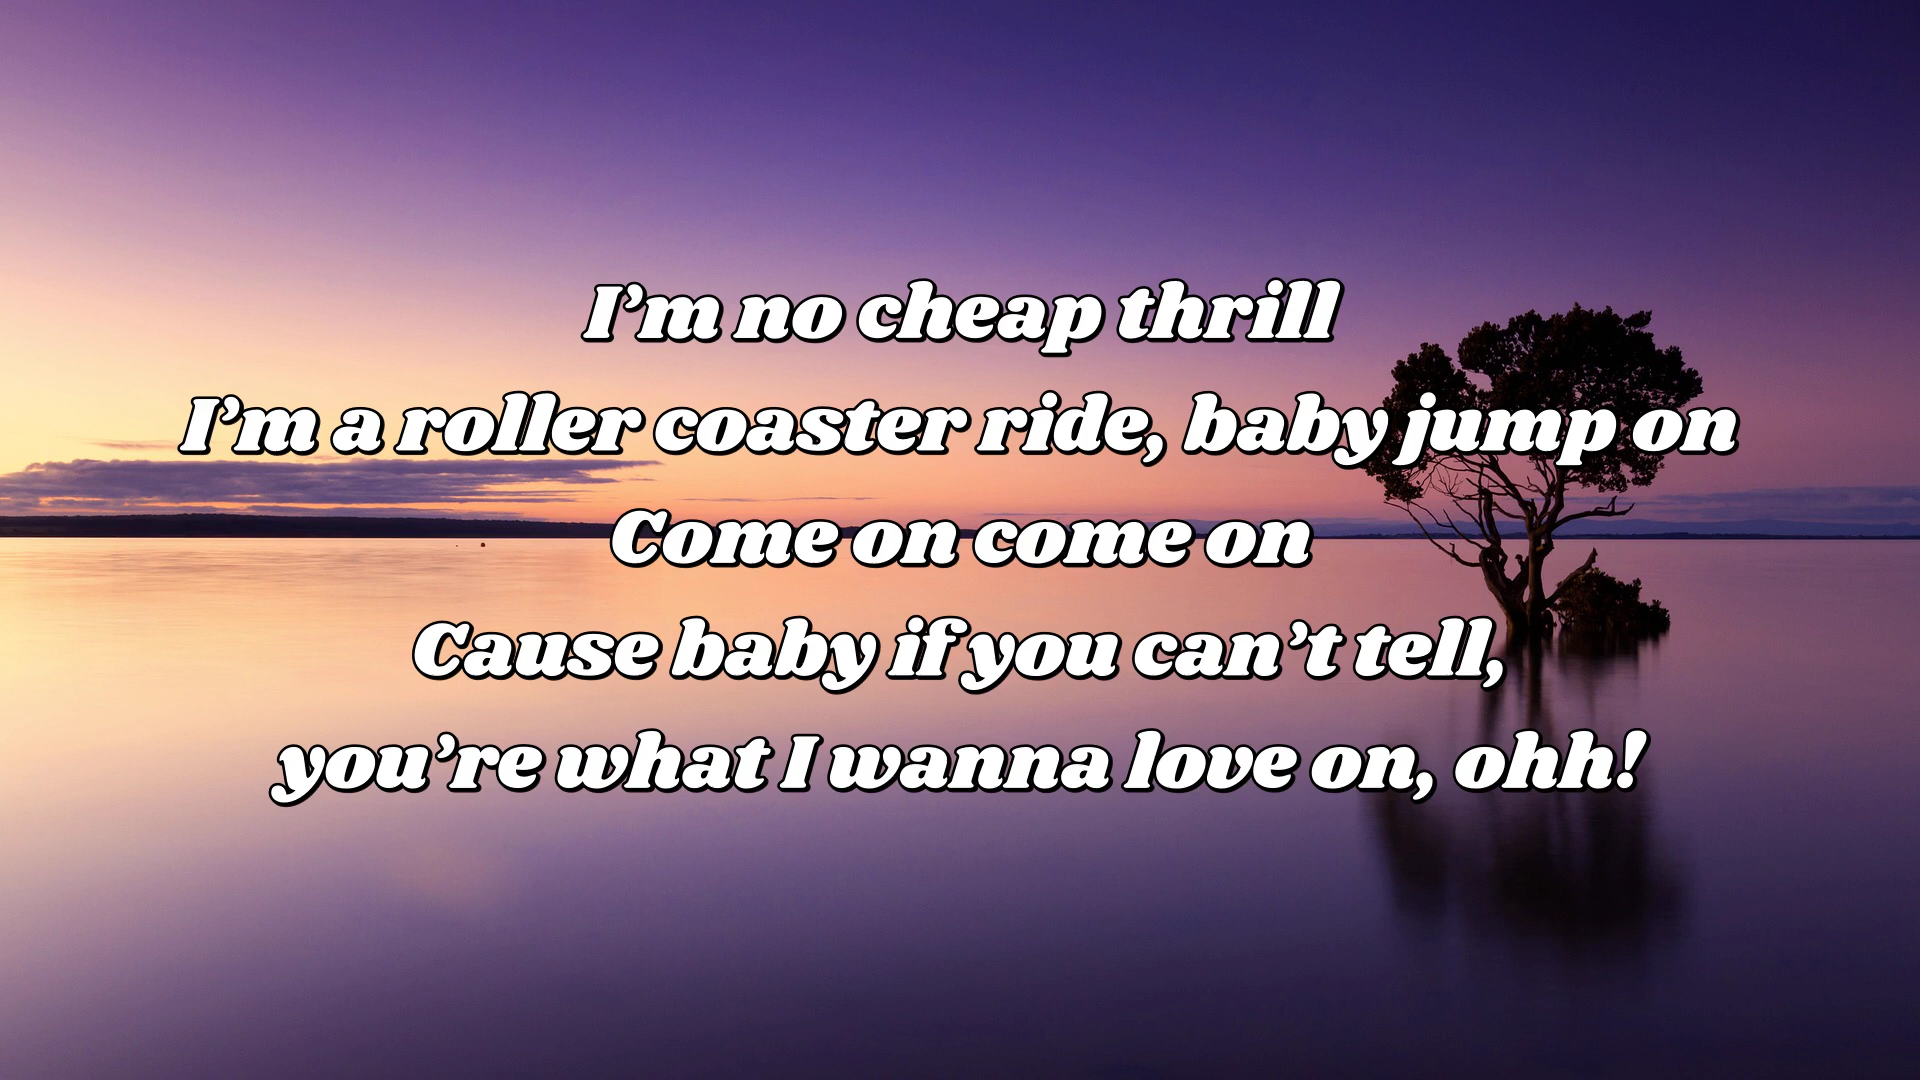 I’m no cheap thrill
I’m a roller coaster ride, baby jump on
Come on come on
Cause baby if you can’t tell,
you’re what I wanna love on, ohh!